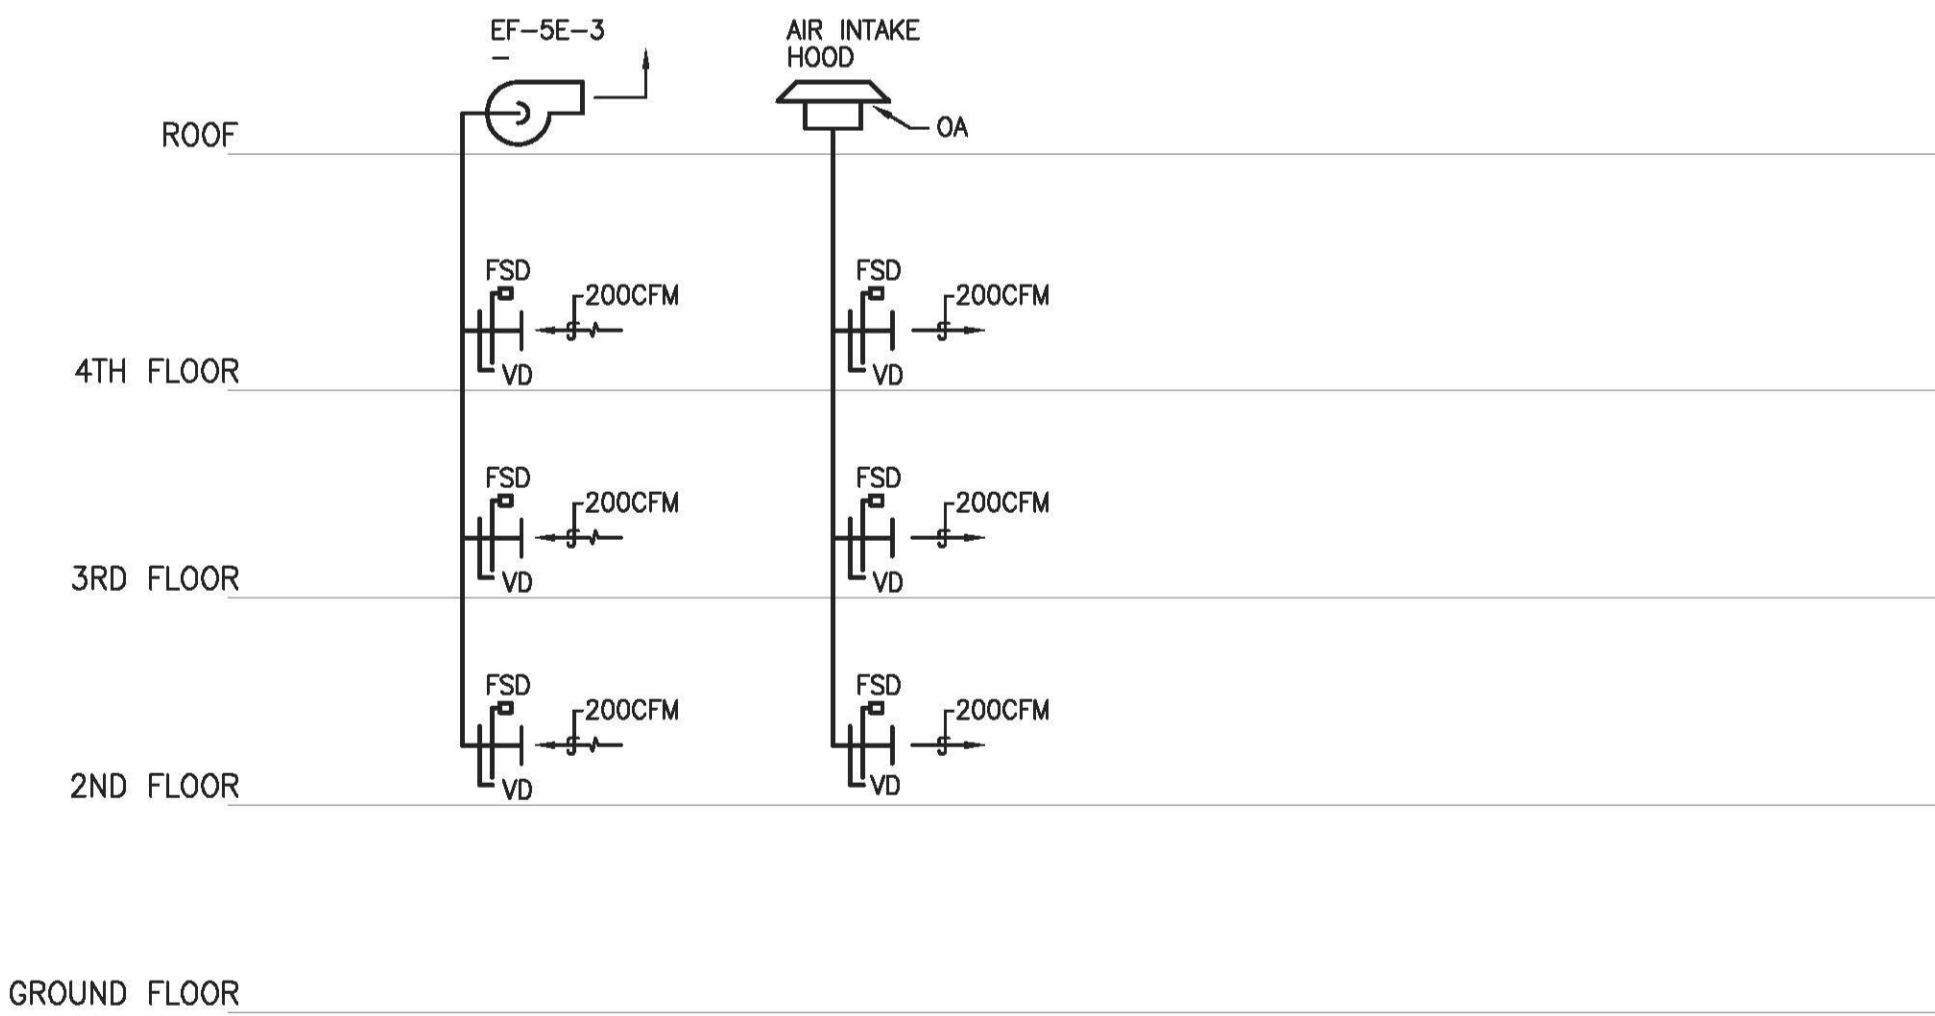 EF-5E-3
-
AIR INTAKE
HOOD
OA
ROOF
FSD
200CFM
VD
FSD
200CFM
VD
4TH FLOOR
FSD
200CFM
VD
FSD
200CFM
VD
3RD FLOOR
FSD
200CFM
VD
FSD
200CFM
VD
2ND FLOOR
GROUND FLOOR